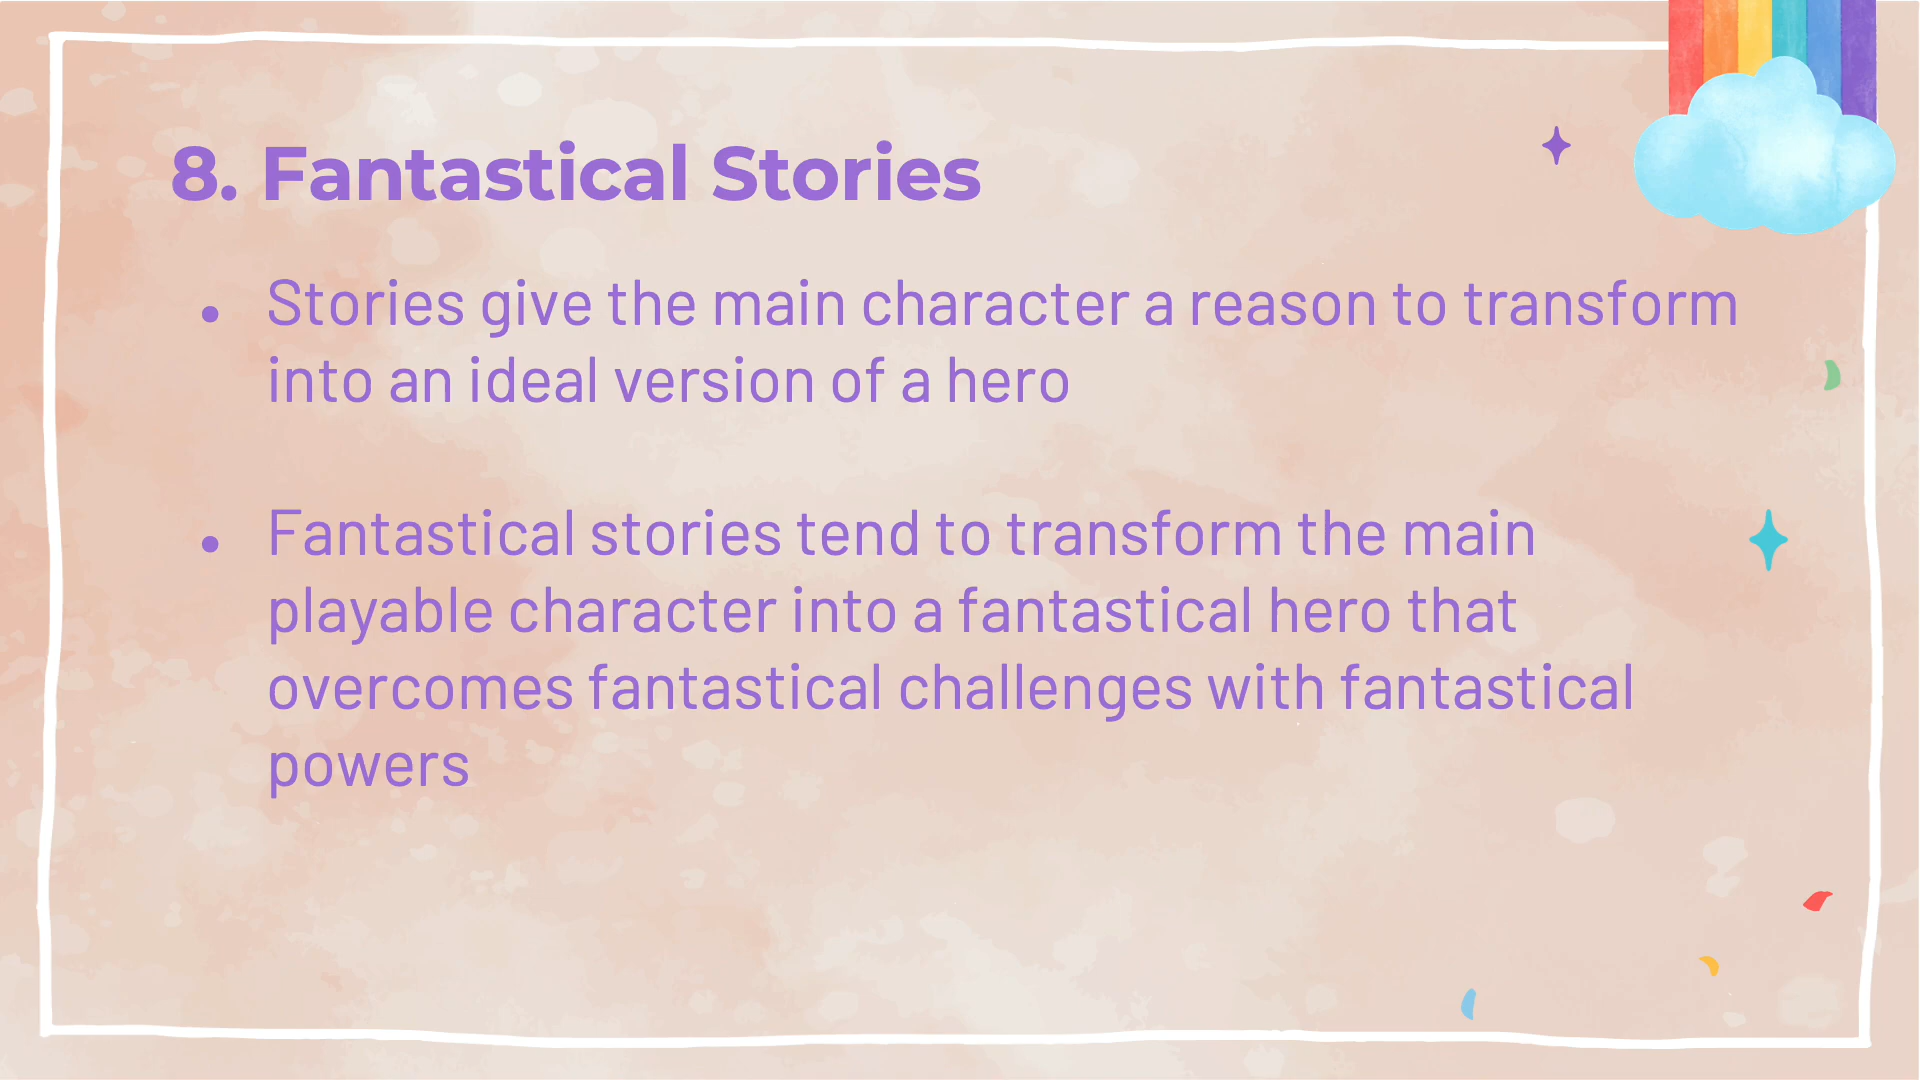 8. Fantastical Stories
• Stories give the main character a reason to transform
into an ideal version of a hero
• Fantastical stories tend to transform the main
playable character into a fantastical hero that
overcomes fantastical challenges with fantastical
powers